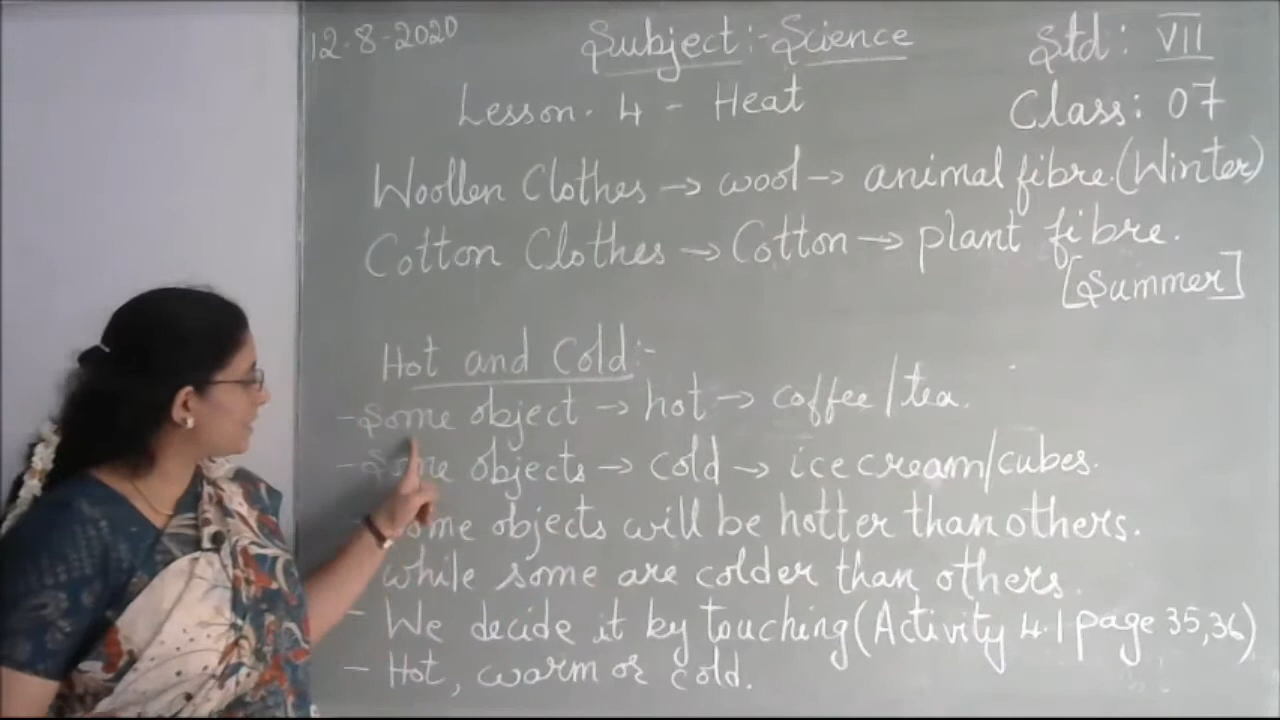 12-8-2020 Subject:- Science Std: VII
Lesson. 4 - Heat Class: 07
Woollen Clothes → wool → animal fibre. (Winter)
Cotton Clothes → Cotton → plant fibre.
[Summer]
Hot and Cold:-
- Some object → hot → coffee/tea.
- Some objects → cold → ice cream/cubes.
Some objects will be hotter than others.
while some are colder than others.
- We decide it by touching (Activity 4.1 page 35,36)
- Hot, warm or cold.